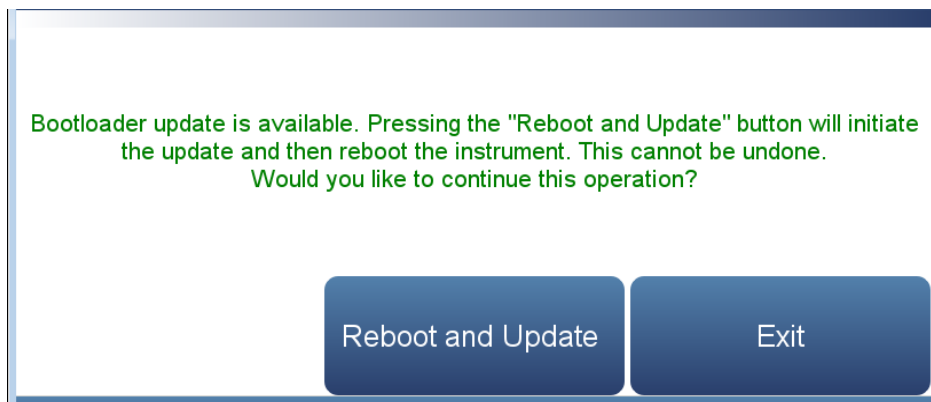 Bootloader update is available. Pressing the "Reboot and Update" button will initiate
the update and then reboot the instrument. This cannot be undone.
Would you like to continue this operation?
Reboot and Update
Exit